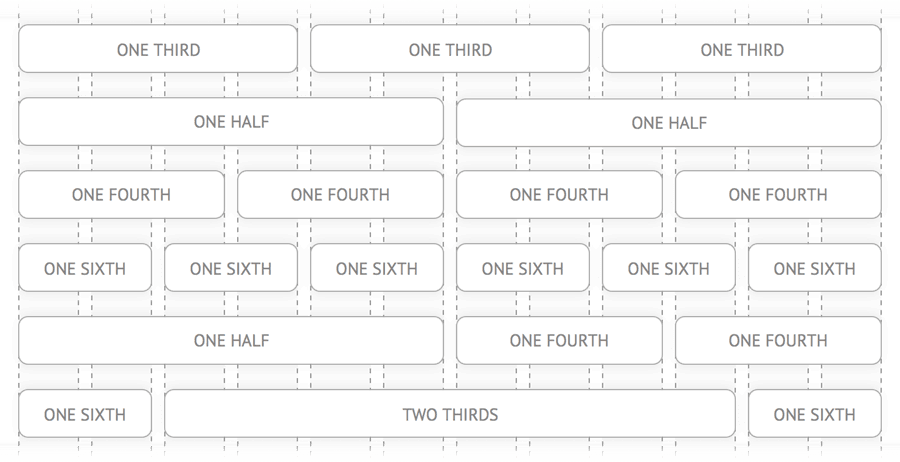 ONE THIRD ONE THIRD ONE THIRD
ONE HALF ONE HALF
ONE FOURTH ONE FOURTH ONE FOURTH ONE FOURTH
ONE SIXTH ONE SIXTH ONE SIXTH ONE SIXTH ONE SIXTH ONE SIXTH
ONE HALF ONE FOURTH ONE FOURTH
ONE SIXTH TWO THIRDS ONE SIXTH